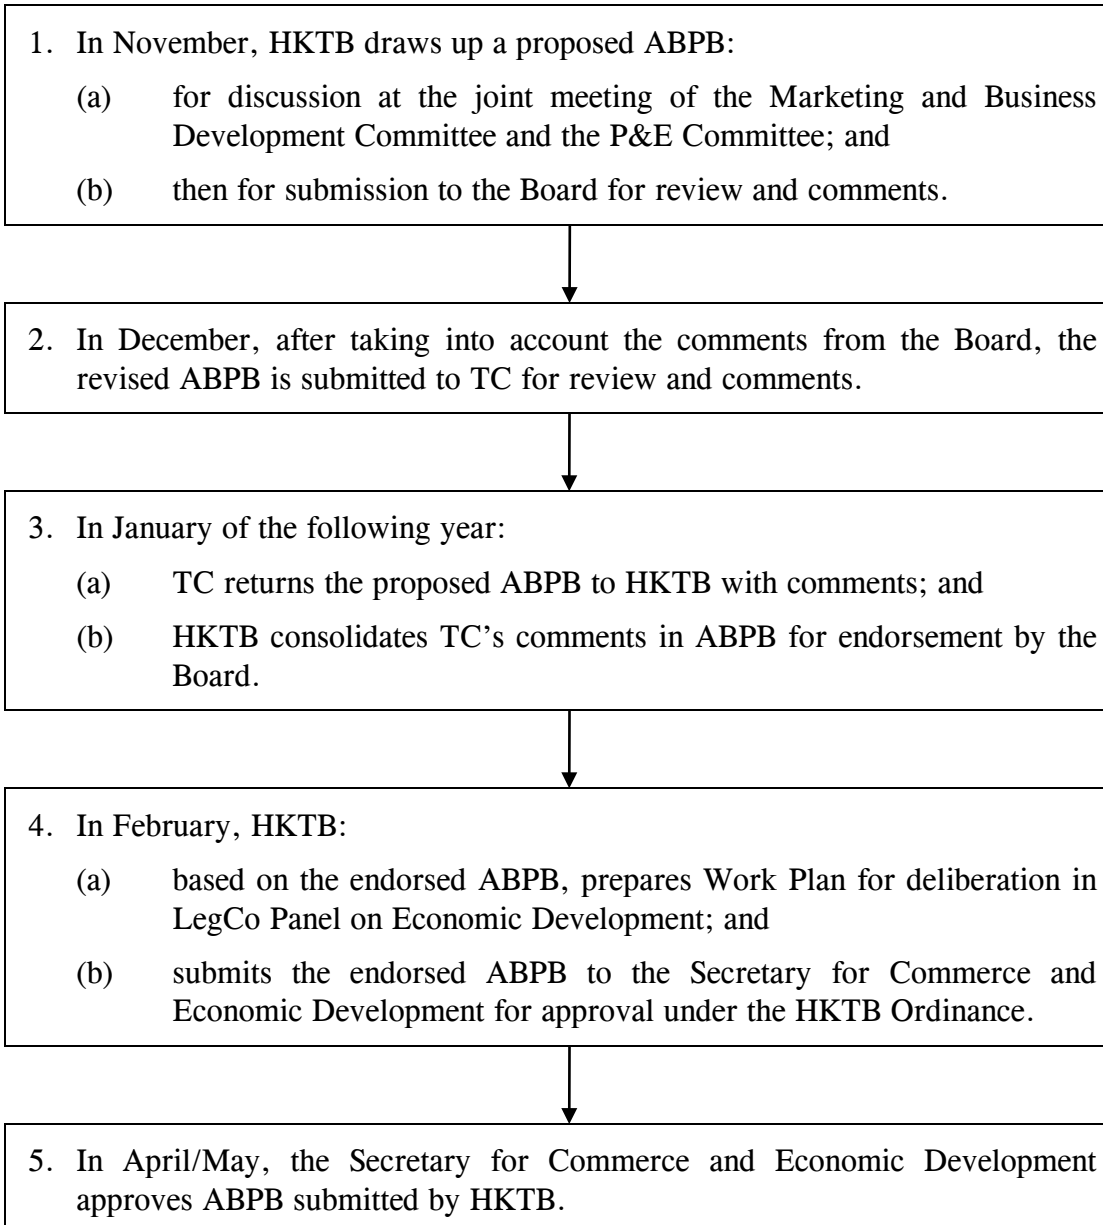 1. In November, HKTB draws up a proposed ABPB:
(a) for discussion at the joint meeting of the Marketing and Business
Development Committee and the P&E Committee; and
(b) then for submission to the Board for review and comments.
2. In December, after taking into account the comments from the Board, the
revised ABPB is submitted to TC for review and comments.
3. In January of the following year:
(a) TC returns the proposed ABPB to HKTB with comments; and
(b) HKTB consolidates TC’s comments in ABPB for endorsement by the
Board.
4. In February, HKTB:
(a) based on the endorsed ABPB, prepares Work Plan for deliberation in
LegCo Panel on Economic Development; and
(b) submits the endorsed ABPB to the Secretary for Commerce and
Economic Development for approval under the HKTB Ordinance.
5. In April/May, the Secretary for Commerce and Economic Development
approves ABPB submitted by HKTB.